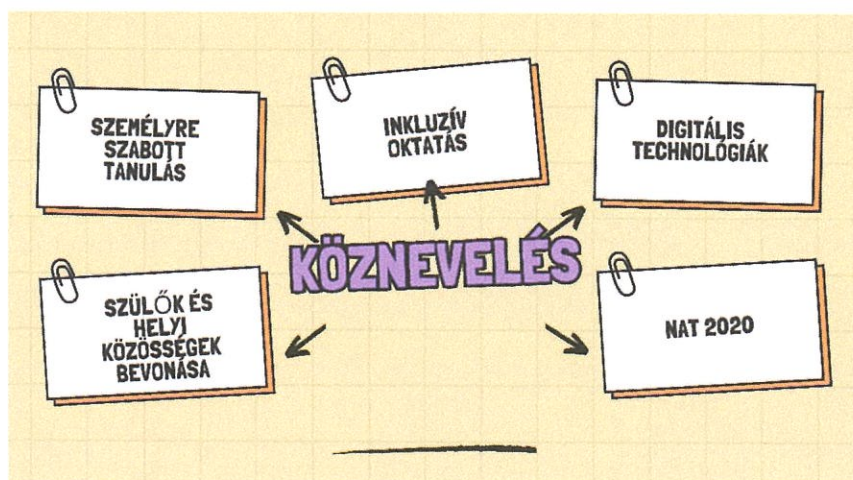 SZEMÉLYRE
SZABOTT
TANULÁS
INKLUZÍV
OKTATÁS
DIGITÁLIS
TECHNOLÓGIÁK
KÖZNEVELÉS
SZÜLŐK ÉS
HELYI
KÖZÖSSÉGEK
BEVONÁSA
NAT 2020